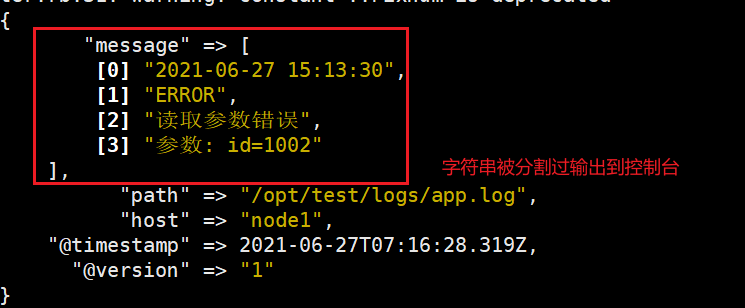 {
"message" => [
[0] "2021-06-27 15:13:30",
[1] "ERROR",
[2] "读取参数错误",
[3] "参数: id=1002"
],
字符串被分割过输出到控制台
"path" => "/opt/test/logs/app.log",
"host" => "node1",
"@timestamp" => 2021-06-27T07:16:28.319Z,
"@version" => "1"
}